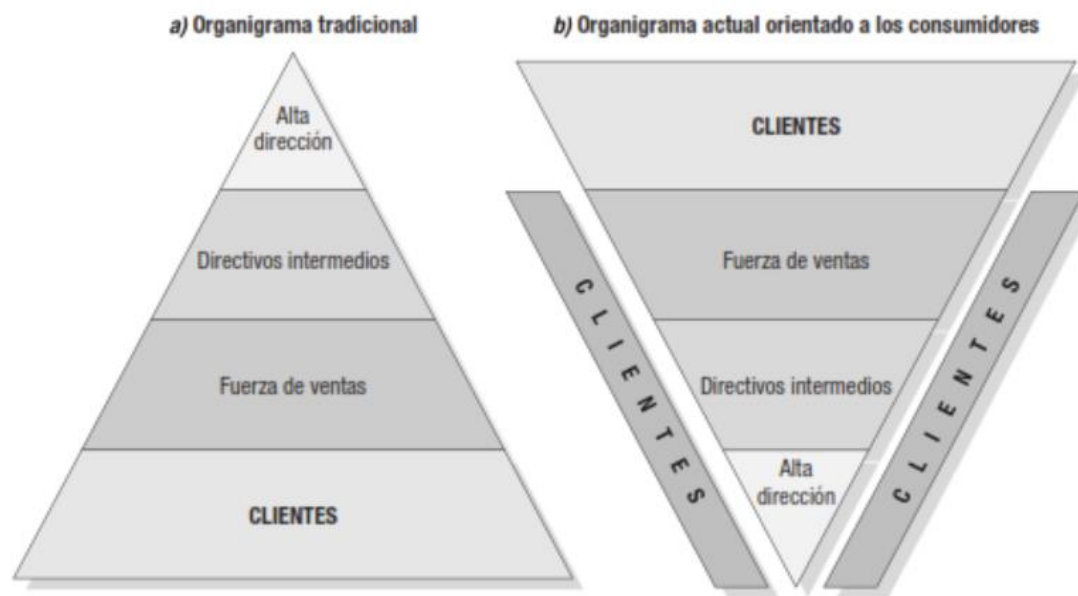 a) Organigrama tradicional
Alta
dirección
Directivos intermedios
Fuerza de ventas
CLIENTES
b) Organigrama actual orientado a los consumidores
CLIENTES
Fuerza de ventas
Directivos intermedios
Alta
dirección
CLIENTES
CLIENTES